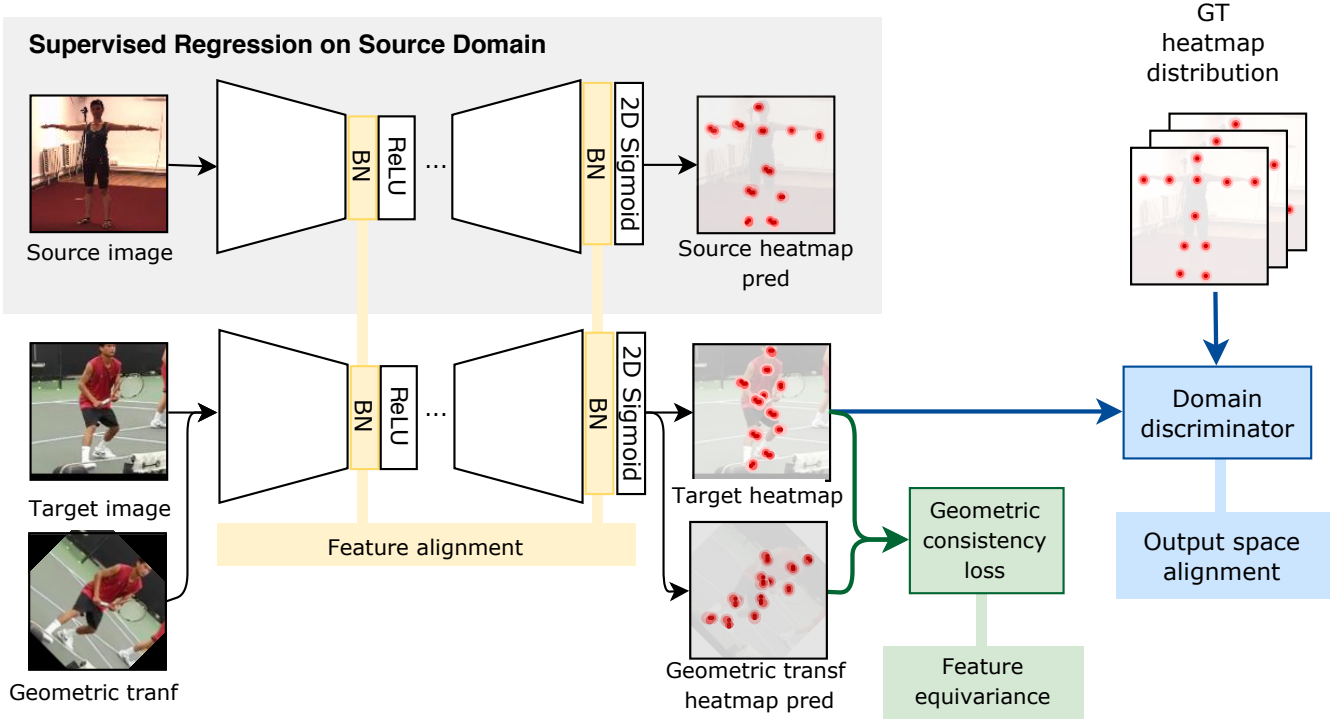 Supervised Regression on Source Domain
GT
heatmap
distribution
BN
ReLU
...
BN
2D Sigmoid
Source image
Source heatmap
pred
BN
ReLU
...
BN
2D Sigmoid
Domain
discriminator
Target image
Target heatmap
Feature alignment
Geometric
consistency
loss
Output space
alignment
Geometric tranf
Geometric transf
heatmap pred
Feature
equivariance